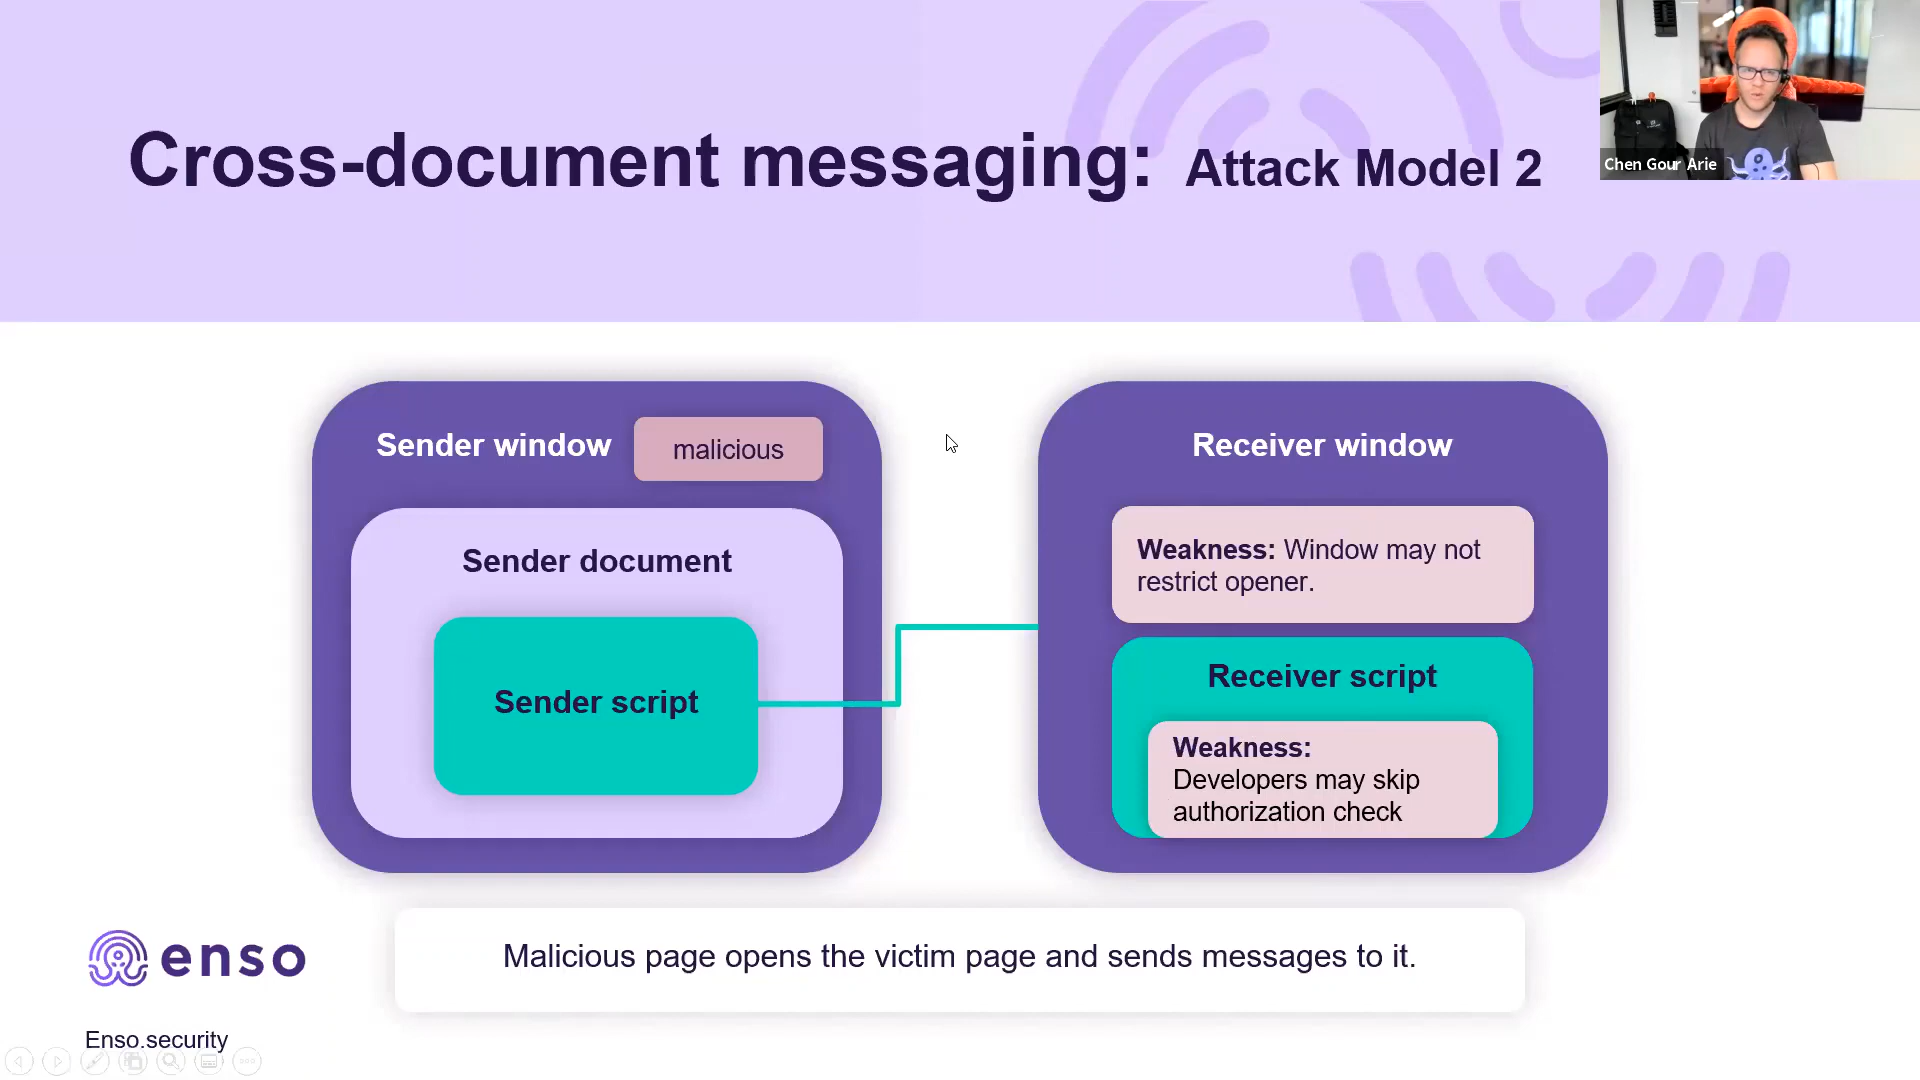 Cross-document messaging: Attack Model 2
Chen Gour Arie
Sender window
malicious
Sender document
Sender script
Receiver window
Weakness: Window may not
restrict opener.
Receiver script
Weakness:
Developers may skip
authorization check
Malicious page opens the victim page and sends messages to it.
enso
Enso.security